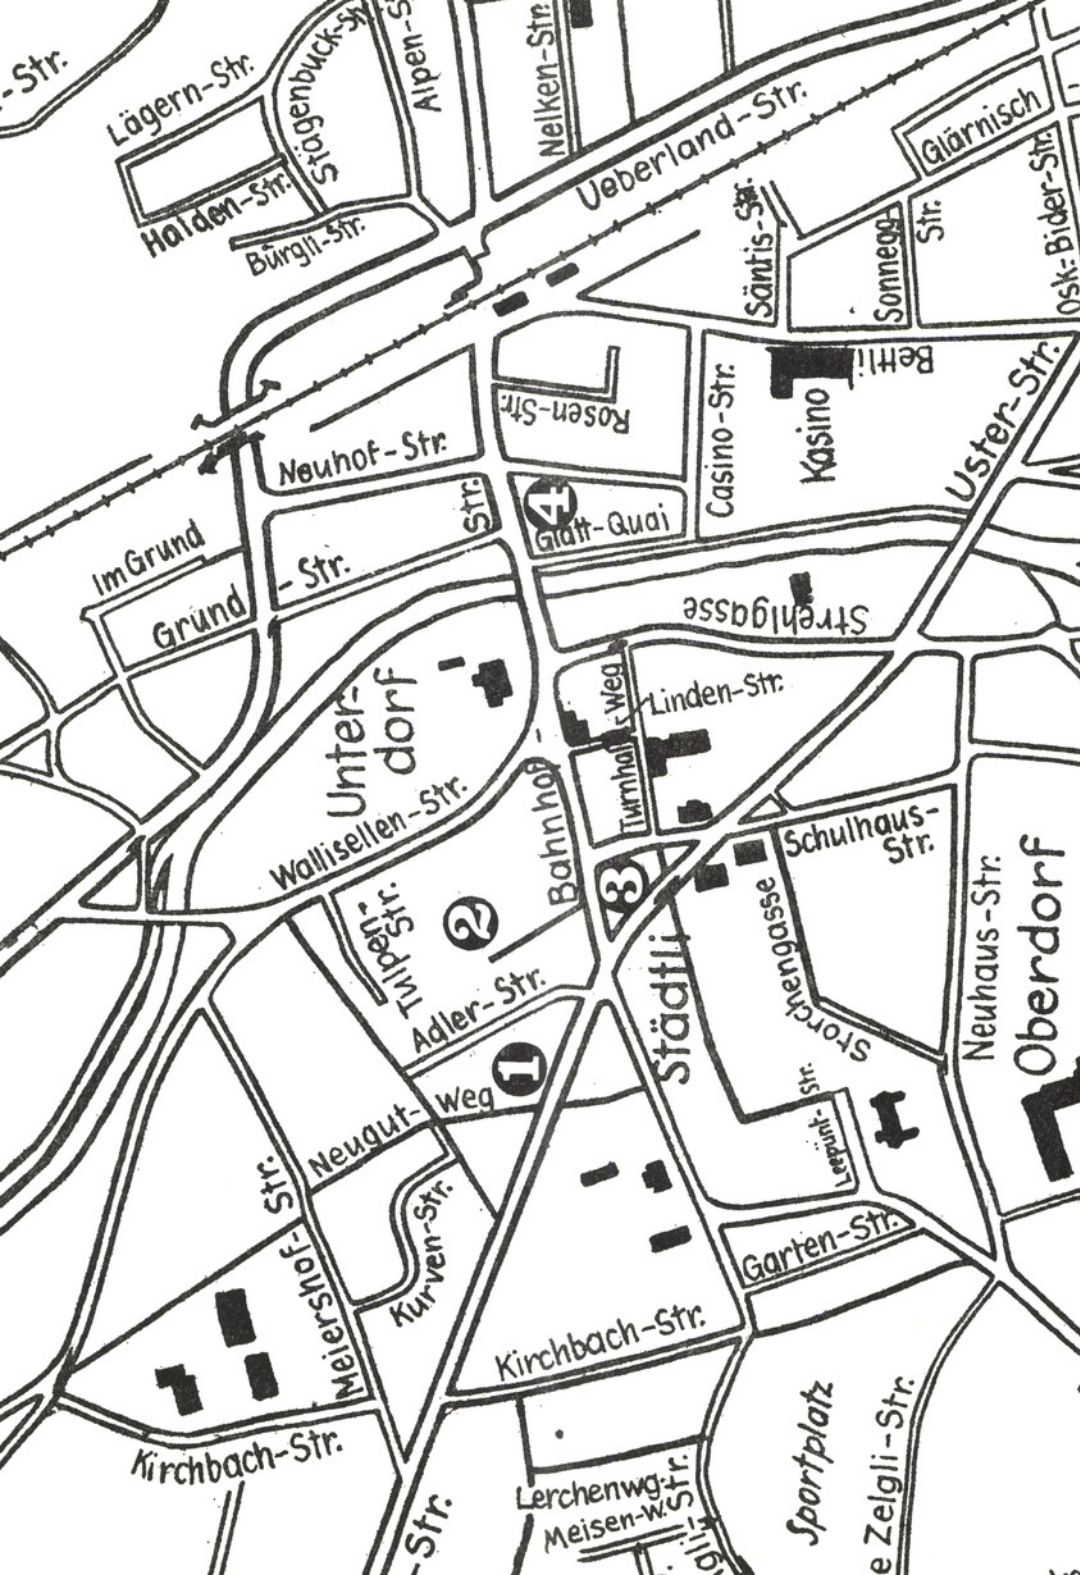 -Str.
Lägern-Str.
Stägenbuck-Str.
Alpen-S
Nelken-Str.
Ueberland-Str.
Glärnisch
Halden-Str.
Bürgli-Str.
Säntis-Str.
Sonnegg
Str.
Osk=Bider-Str.
Bettli
Rosen-Str.
Casino-Str.
Kasino
Uster-Str.
Neuhof-Str.
Str.
4
Glatt-Quai
Im Grund
Grund
-Str.
Strehlgasse
Unter-
dorf
Turnhalle Weg
Linden-Str.
Wallisellen-Str.
Bahnhof-
Schulhaus-
Str.
3
Tulpen-
Str.
2
Städtli
Storchengasse
Storchen
Neuhaus-Str.
Oberdorf
Adler-Str.
1
Neugut-
Weg
Leepünt-
Str.
Meiershof-
Str.
Kurven-Str.
Garten-Str.
Kirchbach-Str.
Kirchbach-Str.
Sportplatz
e Zelgli-Str.
Lerchenwg.
Meisen-w.
gli-Str.
-Str.